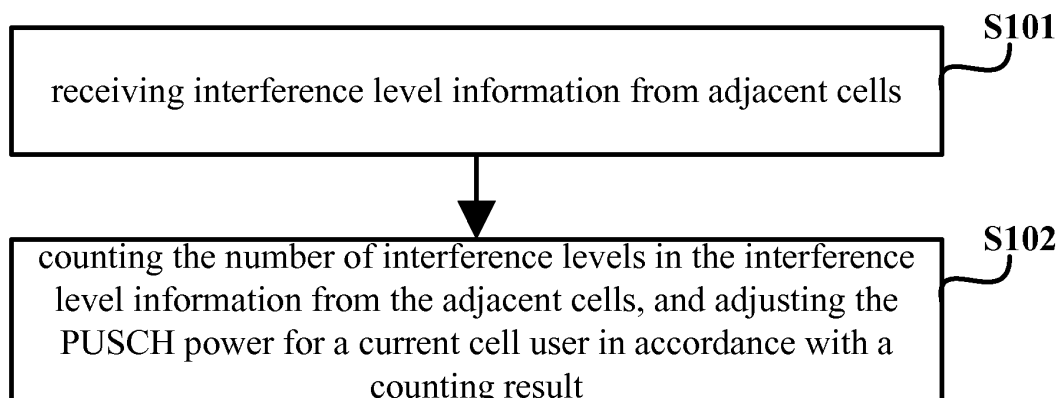 S101
receiving interference level information from adjacent cells
S102
counting the number of interference levels in the interference
level information from the adjacent cells, and adjusting the
PUSCH power for a current cell user in accordance with a
counting result